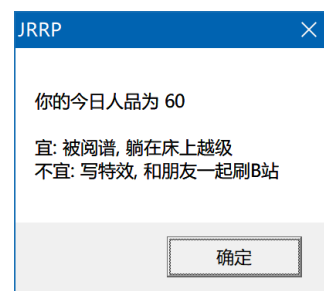 JRRP
你的今日人品为 60
宜: 被阅谱, 躺在床上越级
不宜: 写特效, 和朋友一起刷B站
确定